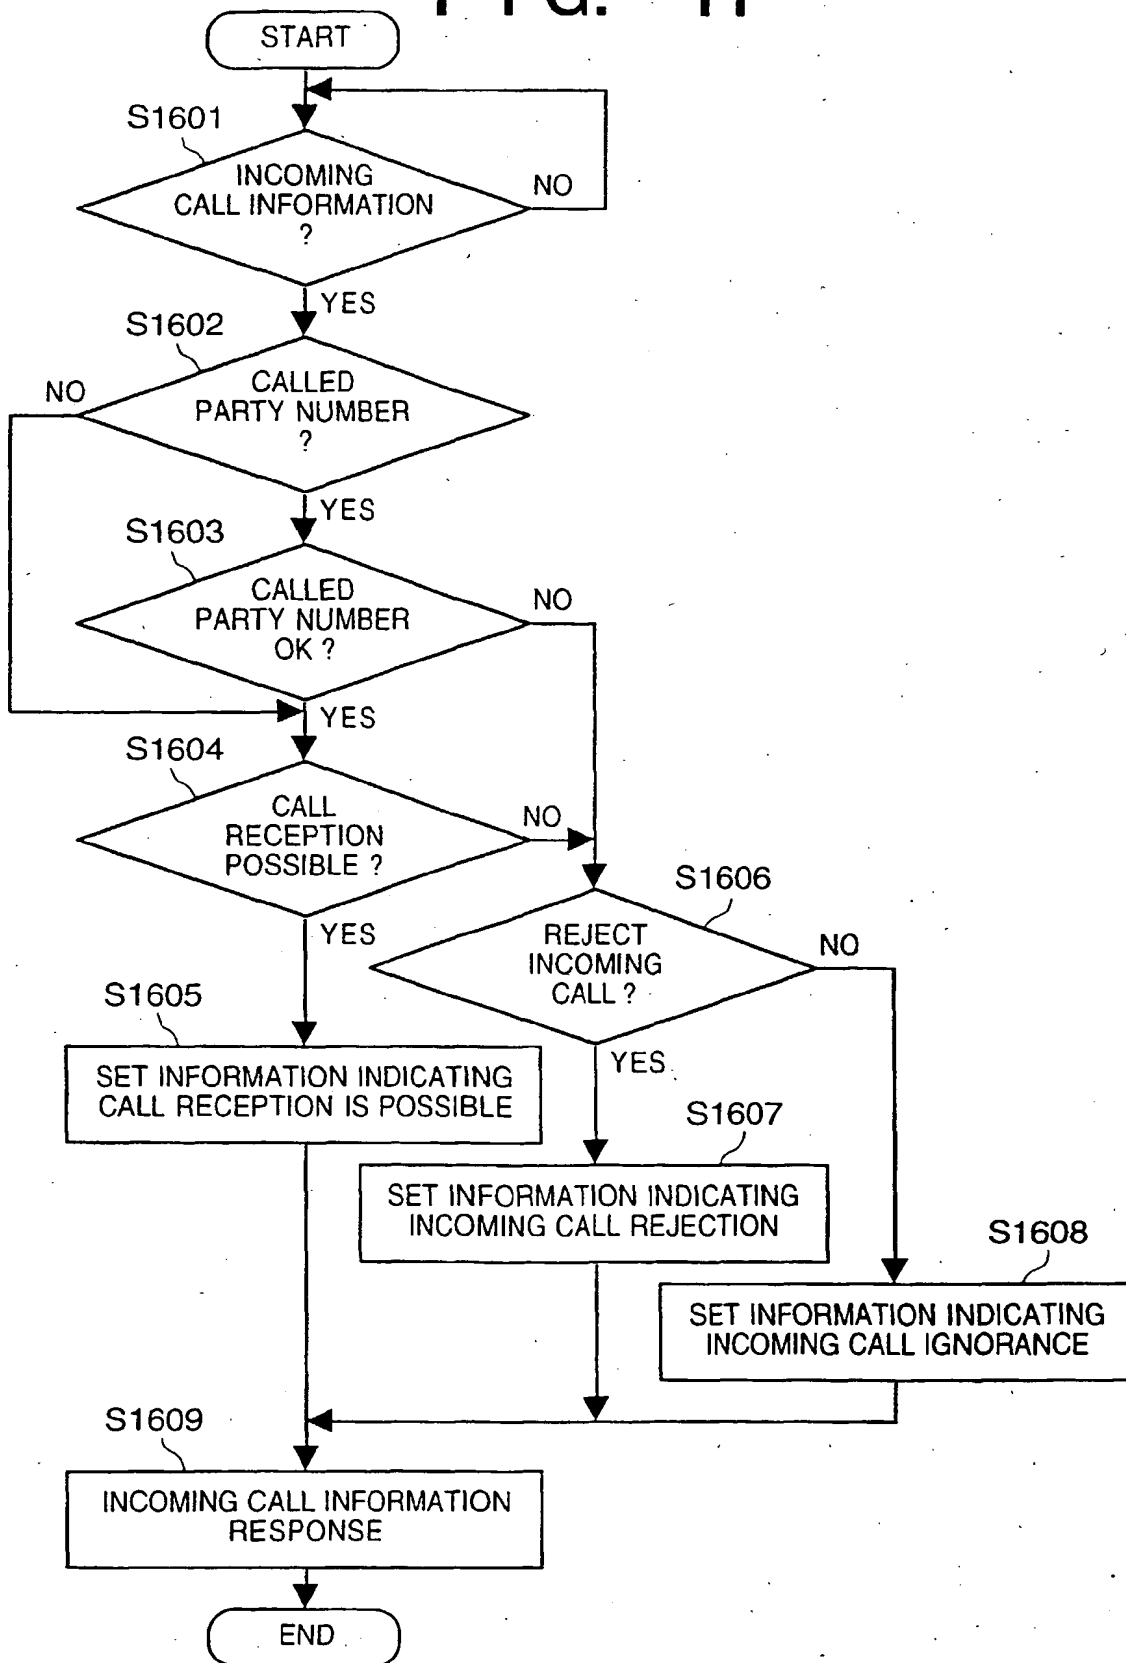 START
S1601
INCOMING
CALL INFORMATION
?
NO
YES
S1602
NO
CALLED
PARTY NUMBER
?
YES
S1603
CALLED
PARTY NUMBER
OK ?
NO
YES
S1604
CALL
RECEPTION
POSSIBLE ?
NO
YES
S1606
REJECT
INCOMING
CALL ?
NO
YES
S1605
SET INFORMATION INDICATING
CALL RECEPTION IS POSSIBLE
S1607
SET INFORMATION INDICATING
INCOMING CALL REJECTION
S1608
SET INFORMATION INDICATING
INCOMING CALL IGNORANCE
S1609
INCOMING CALL INFORMATION
RESPONSE
END